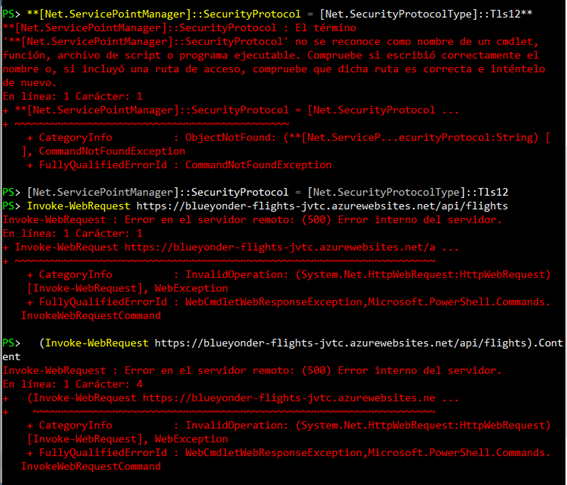 PS> **[Net.ServicePointManager]::SecurityProtocol = [Net.SecurityProtocolType]::Tls12**
**[Net.ServicePointManager]::SecurityProtocol : El término
'**[Net.ServicePointManager]::SecurityProtocol' no se reconoce como nombre de un cmdlet,
función, archivo de script o programa ejecutable. Compruebe si escribió correctamente el
nombre o, si incluyó una ruta de acceso, compruebe que dicha ruta es correcta e inténtelo
de nuevo.
En línea: 1 Carácter: 1
+ **[Net.ServicePointManager]::SecurityProtocol = [Net.SecurityProtocol ...
+ ~~~~~~~~~~~~~~~~~~~~~~~~~~~~~~~~~~~~~~~~~~~~~
+ CategoryInfo : ObjectNotFound: (**[Net.ServiceP...ecurityProtocol:String) [
], CommandNotFoundException
+ FullyQualifiedErrorId : CommandNotFoundException
PS> [Net.ServicePointManager]::SecurityProtocol = [Net.SecurityProtocolType]::Tls12
PS> Invoke-WebRequest https://blueyonder-flights-jvtc.azurewebsites.net/api/flights
Invoke-WebRequest : Error en el servidor remoto: (500) Error interno del servidor.
En línea: 1 Carácter: 1
+ Invoke-WebRequest https://blueyonder-flights-jvtc.azurewebsites.net/a ...
+ ~~~~~~~~~~~~~~~~~~~~~~~~~~~~~~~~~~~~~~~~~~~~~~~~~~~~~~~~~~~~~~~~~~~~~
+ CategoryInfo : InvalidOperation: (System.Net.HttpWebRequest:HttpWebRequest)
[Invoke-WebRequest], WebException
+ FullyQualifiedErrorId : WebCmdletWebResponseException,Microsoft.PowerShell.Commands.
InvokeWebRequestCommand
PS> (Invoke-WebRequest https://blueyonder-flights-jvtc.azurewebsites.net/api/flights).Cont
ent
Invoke-WebRequest : Error en el servidor remoto: (500) Error interno del servidor.
En línea: 1 Carácter: 4
+ (Invoke-WebRequest https://blueyonder-flights-jvtc.azurewebsites.ne ...
+ ~~~~~~~~~~~~~~~~~~~~~~~~~~~~~~~~~~~~~~~~~~~~~~~~~~~~~~~~~~~~~~~~~~
+ CategoryInfo : InvalidOperation: (System.Net.HttpWebRequest:HttpWebRequest)
[Invoke-WebRequest], WebException
+ FullyQualifiedErrorId : WebCmdletWebResponseException,Microsoft.PowerShell.Commands.
InvokeWebRequestCommand